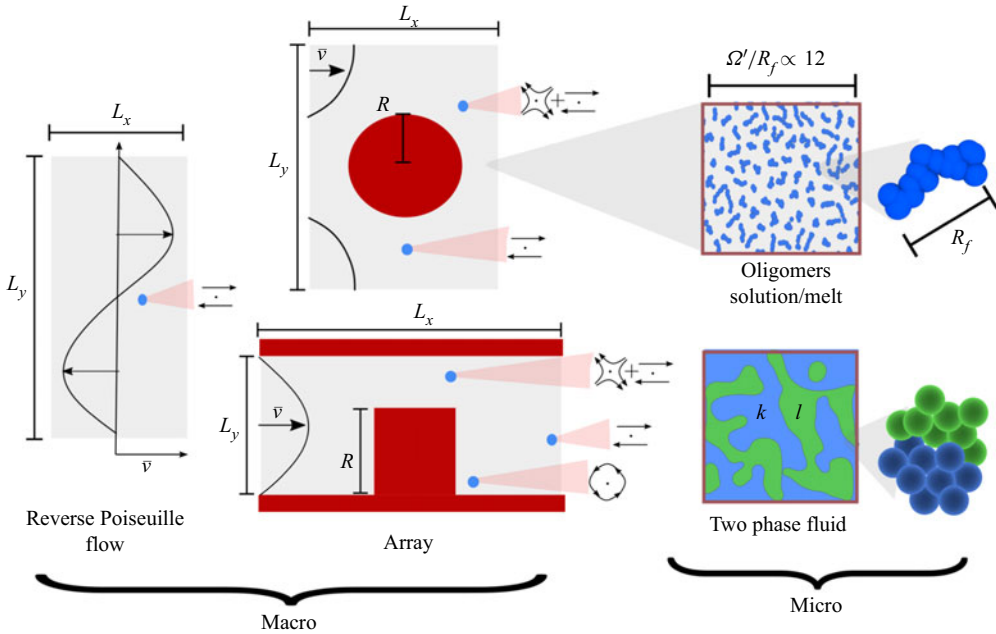 L_x
L_y
v̄
Reverse Poiseuille
flow
L_x
v̄
R
L_y
+
L_x
v̄
L_y
R
+
Array
Macro
Ω′/R_f ∝ 12
R_f
Oligomers
solution/melt
k
l
Two phase fluid
Micro